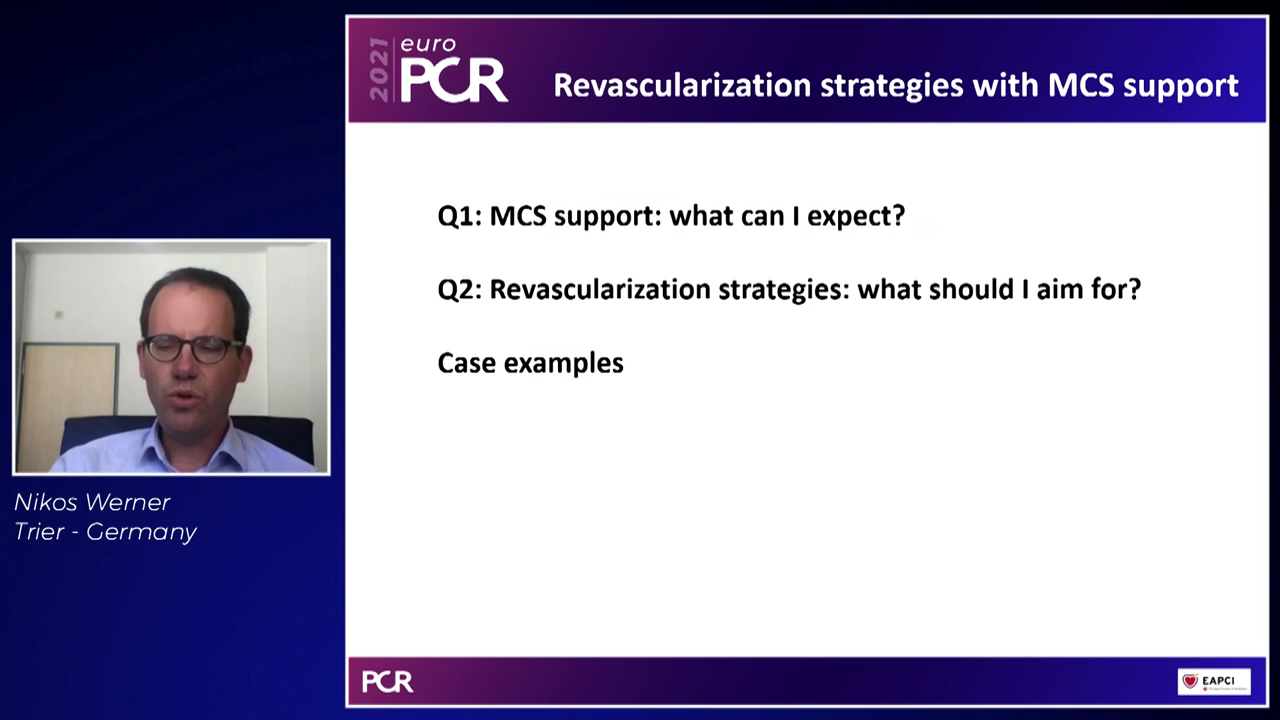 2021
euro
PCR
Revascularization strategies with MCS support
Q1: MCS support: what can I expect?
Q2: Revascularization strategies: what should I aim for?
Case examples
Nikos Werner
Trier - Germany
PCR
EAPCI